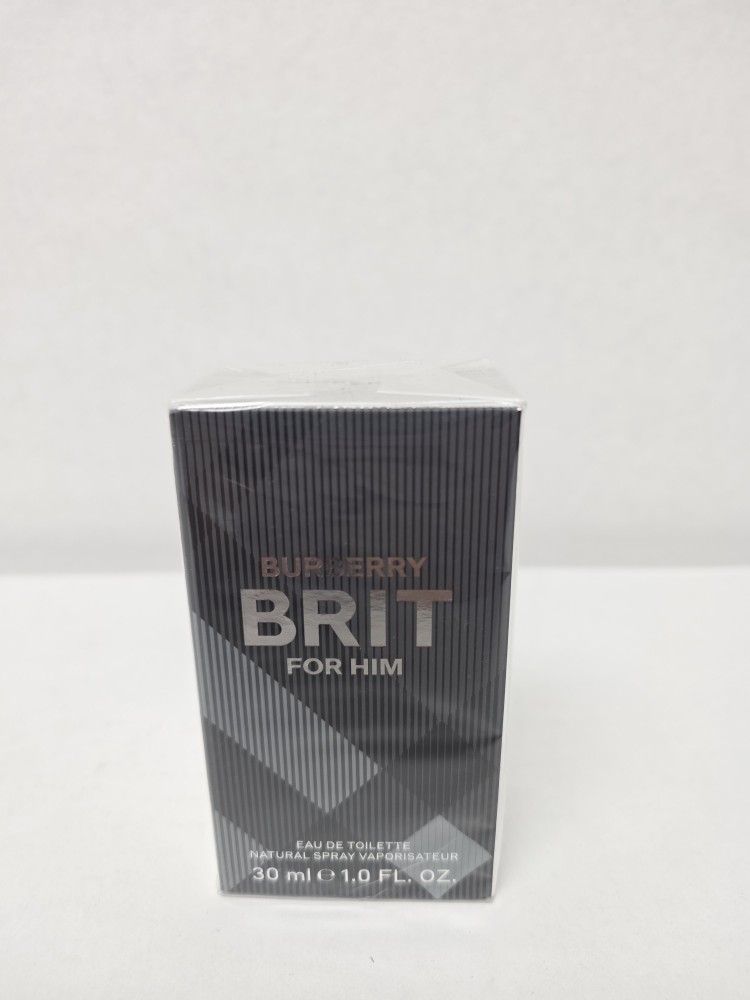 BURBERRY
BRIT
FOR HIM
EAU DE TOILETTE
NATURAL SPRAY VAPORISATEUR
30 ml ℮ 1.0 FL. OZ.